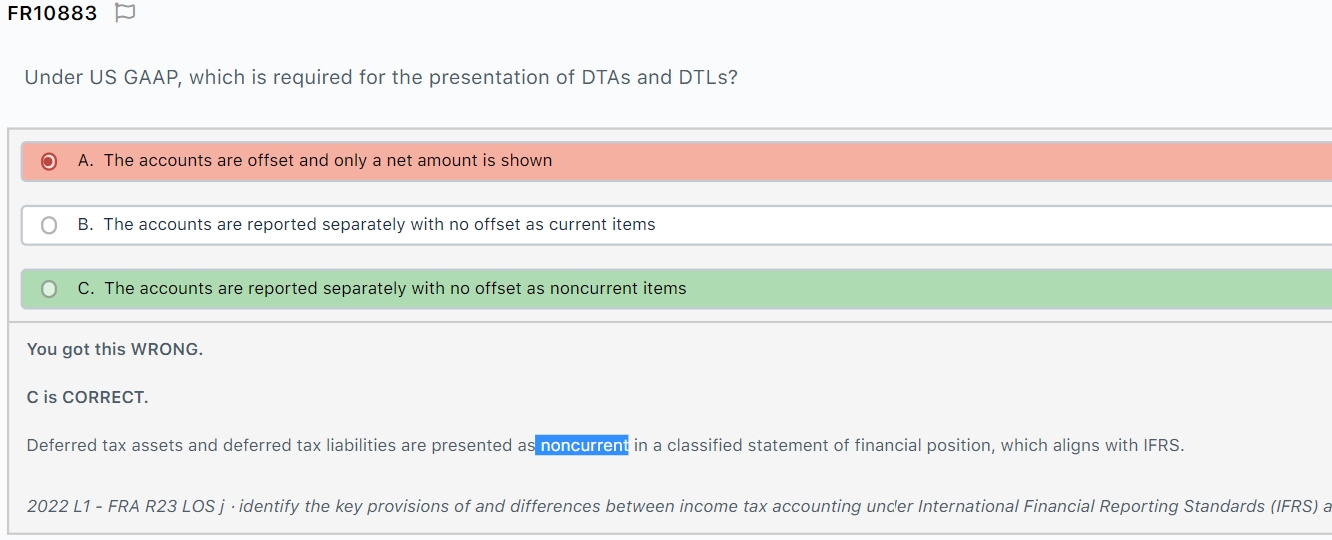 FR10883
Under US GAAP, which is required for the presentation of DTAs and DTLs?
A. The accounts are offset and only a net amount is shown
B. The accounts are reported separately with no offset as current items
C. The accounts are reported separately with no offset as noncurrent items
You got this WRONG.
C is CORRECT.
Deferred tax assets and deferred tax liabilities are presented as noncurrent in a classified statement of financial position, which aligns with IFRS.
2022 L1 - FRA R23 LOS j · identify the key provisions of and differences between income tax accounting under International Financial Reporting Standards (IFRS) a